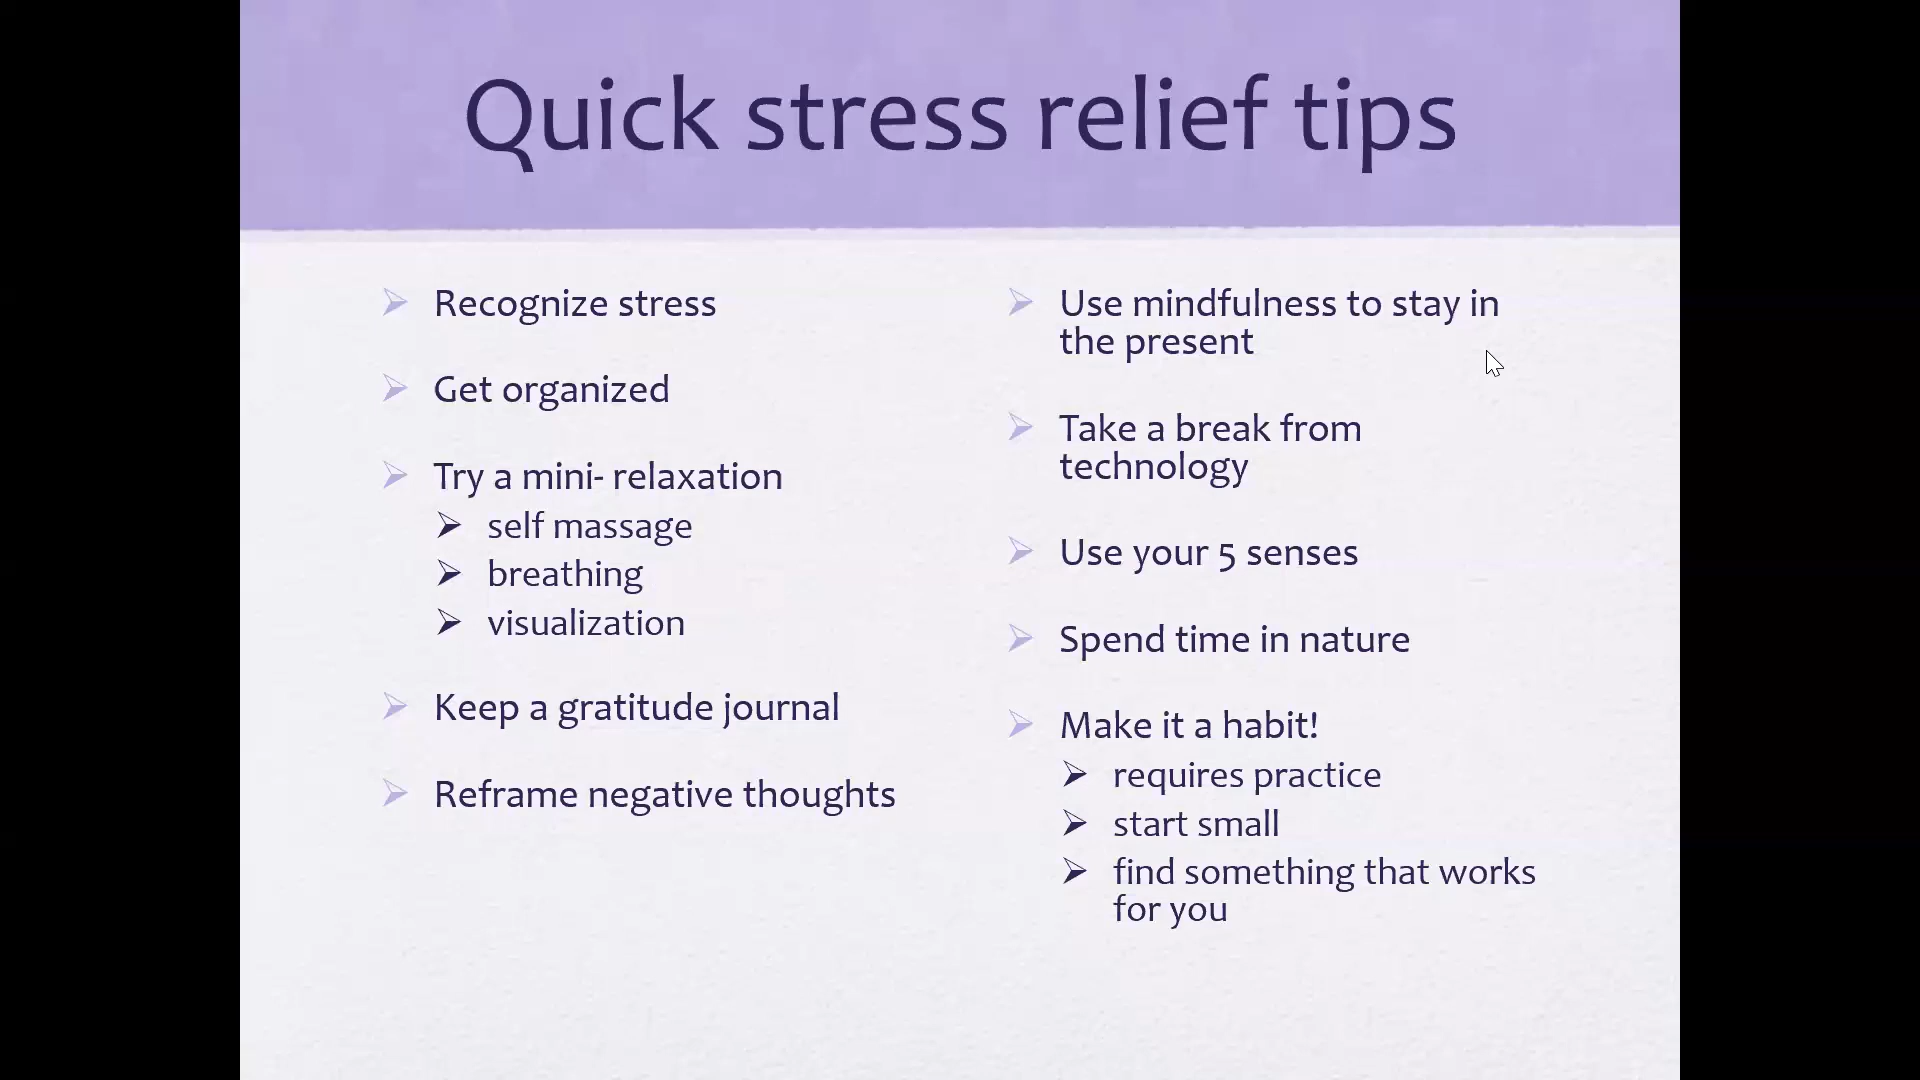 Quick stress relief tips
Recognize stress
Get organized
Try a mini- relaxation
self massage
breathing
visualization
Keep a gratitude journal
Reframe negative thoughts
Use mindfulness to stay in
the present
Take a break from
technology
Use your 5 senses
Spend time in nature
Make it a habit!
requires practice
start small
find something that works
for you